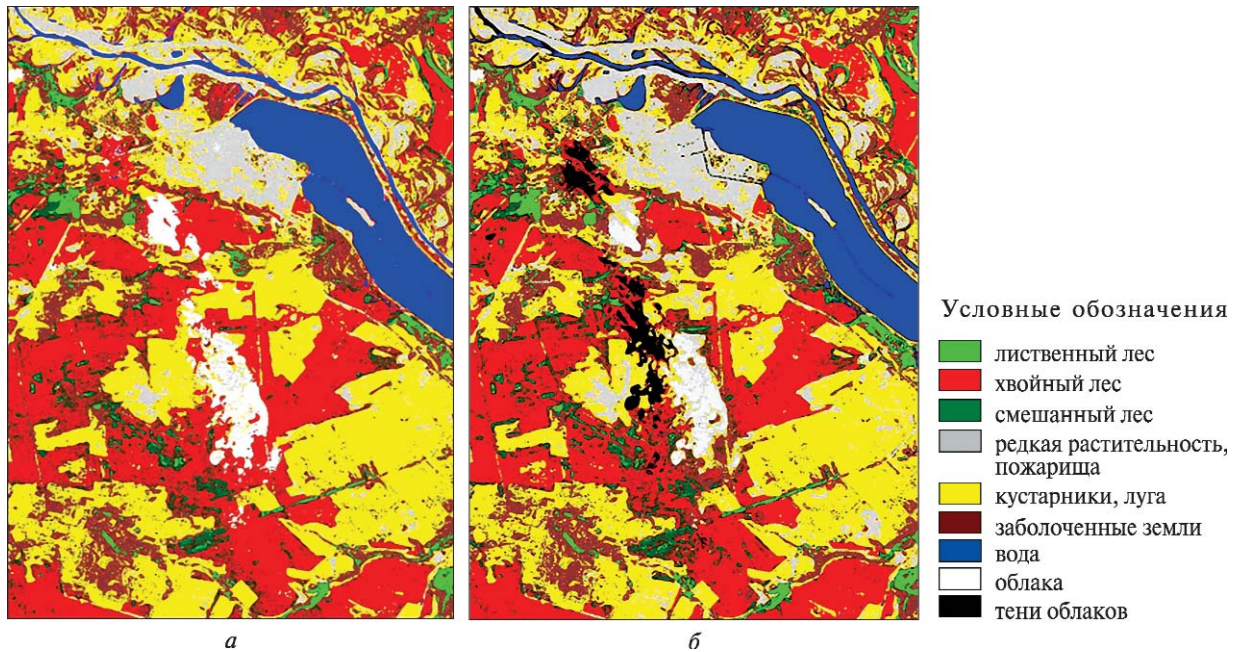 Условные обозначения
лиственный лес
хвойный лес
смешанный лес
редкая растительность,
пожарища
кустарники, луга
заболоченные земли
вода
облака
тени облаков
а
б